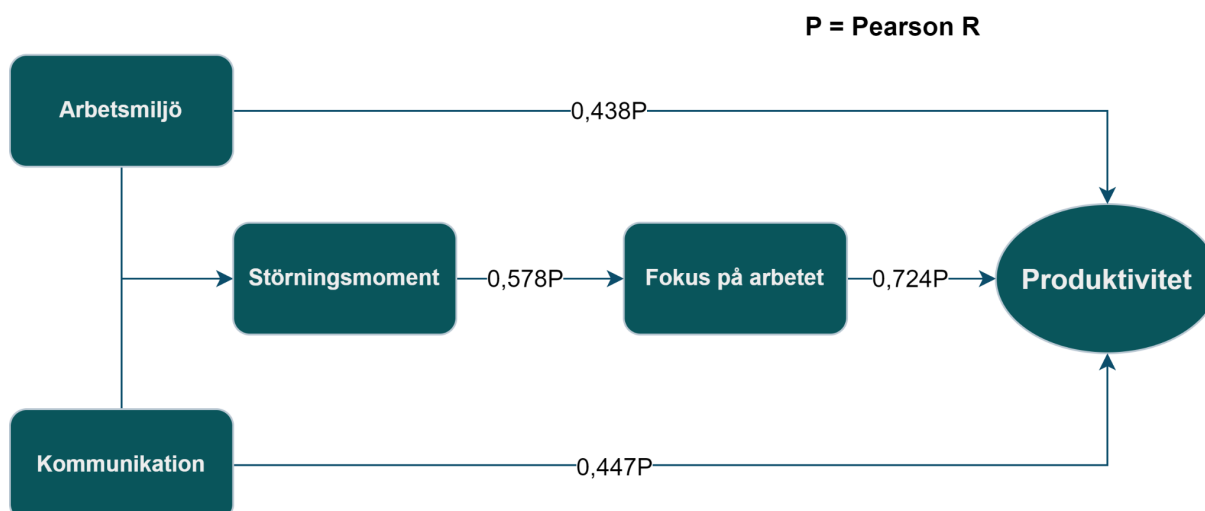 P = Pearson R
Arbetsmiljö
0,438P
Störningsmoment
0,578P
Fokus på arbetet
0,724P
Produktivitet
Kommunikation
0,447P